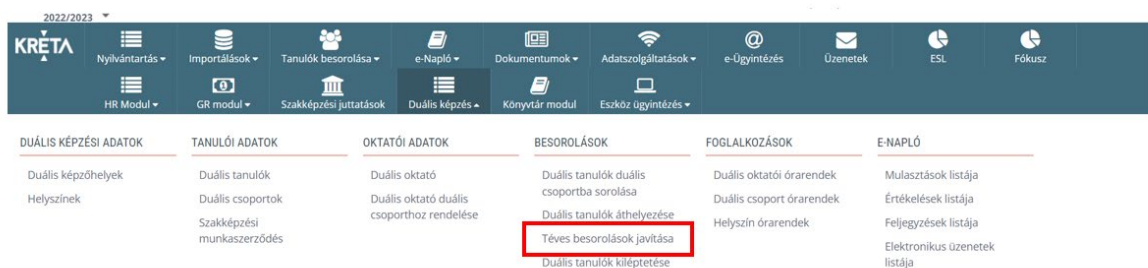 2022/2023
KRÉTA
Nyilvántartás
Importálások
Tanulók besorolása
e-Napló
Dokumentumok
Adatszolgáltatások
e-Ügyintézés
Üzenetek
ESL
Fókusz
HR Modul
GR modul
Szakképzési juttatások
Duális képzés
Könyvtár modul
Eszköz ügyintézés
DUÁLIS KÉPZÉSI ADATOK
Duális képzőhelyek
Helyszínek
TANULÓI ADATOK
Duális tanulók
Duális csoportok
Szakképzési
munkaszerződés
OKTATÓI ADATOK
Duális oktató
Duális oktató duális
csoporthoz rendelése
BESOROLÁSOK
Duális tanulók duális
csoportba sorolása
Duális tanulók áthelyezése
Téves besorolások javítása
Duális tanulók kiléptetése
FOGLALKOZÁSOK
Duális oktatói órarendek
Duális csoport órarendek
Helyszín órarendek
E-NAPLÓ
Mulasztások listája
Értékelések listája
Feljegyzések listája
Elektronikus üzenetek
listája